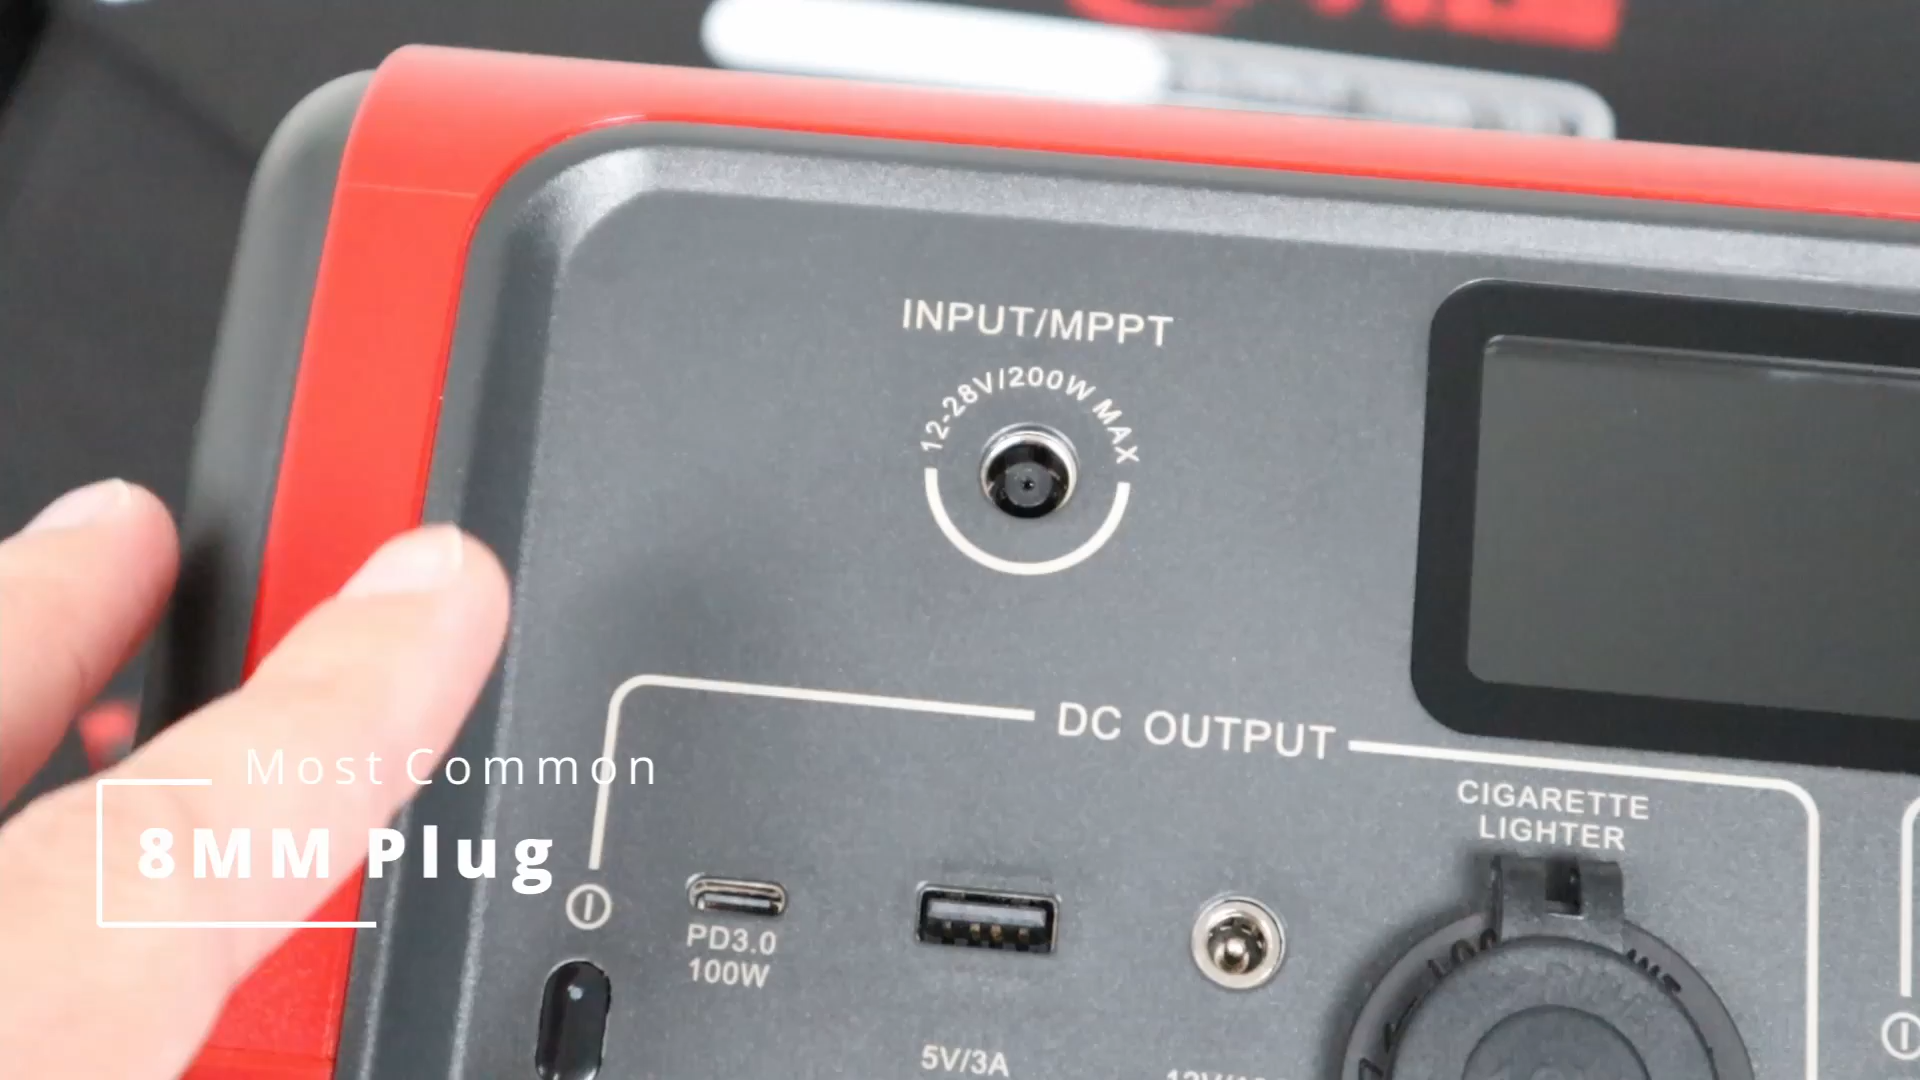 INPUT/MPPT
12-28V/200W MAX
DC OUTPUT
CIGARETTE
LIGHTER
Most Common
8MM Plug
PD3.0
100W
5V/3A